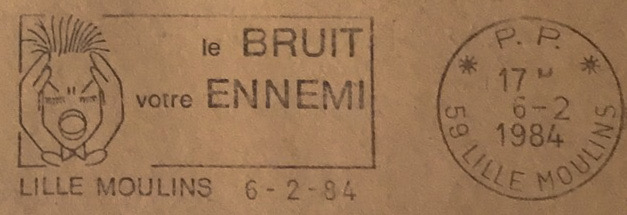 le BRUIT
votre ENNEMI
LILLE MOULINS 6-2-84
P. P.
17 H
6-2
1984
59 LILLE MOULINS